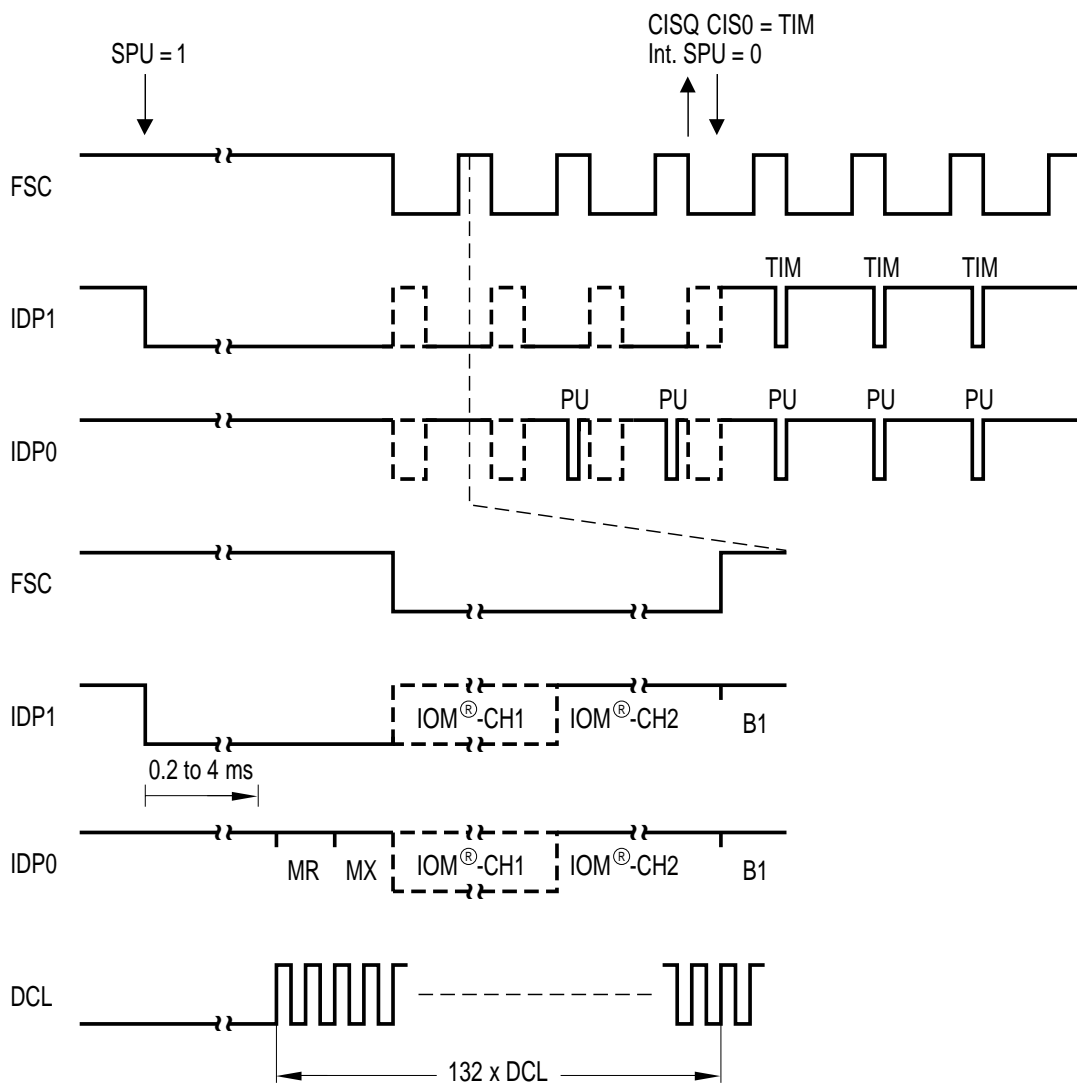 CISQ CIS0 = TIM
SPU = 1
Int. SPU = 0
FSC
TIM TIM TIM
IDP1
PU PU PU PU PU
IDP0
FSC
IDP1
IOM®-CH1 IOM®-CH2 B1
0.2 to 4 ms
IDP0
MR MX IOM®-CH1 IOM®-CH2 B1
DCL
132 x DCL